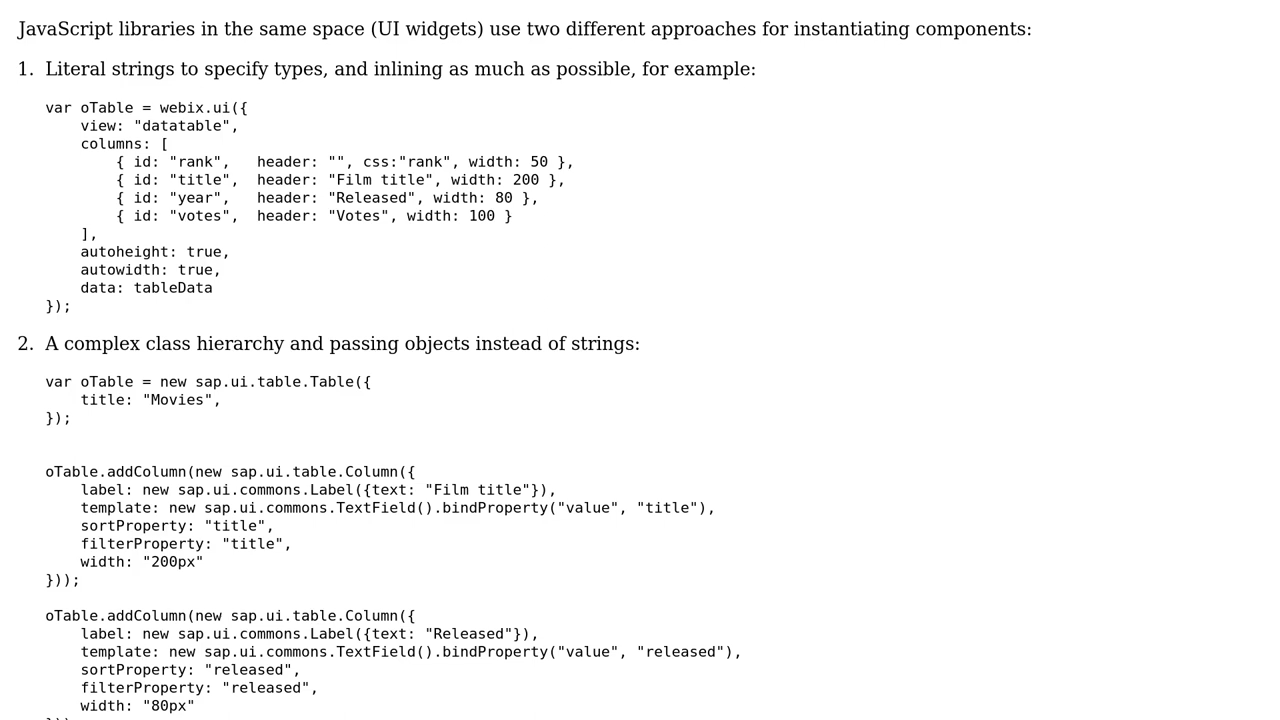 JavaScript libraries in the same space (UI widgets) use two different approaches for instantiating components:
1. Literal strings to specify types, and inlining as much as possible, for example:
var oTable = webix.ui({
    view: "datatable",
    columns: [
        { id: "rank",   header: "", css:"rank", width: 50 },
        { id: "title",  header: "Film title", width: 200 },
        { id: "year",   header: "Released", width: 80 },
        { id: "votes",  header: "Votes", width: 100 }
    ],
    autoheight: true,
    autowidth: true,
    data: tableData
});
2. A complex class hierarchy and passing objects instead of strings:
var oTable = new sap.ui.table.Table({
    title: "Movies",
});
oTable.addColumn(new sap.ui.table.Column({
    label: new sap.ui.commons.Label({text: "Film title"}),
    template: new sap.ui.commons.TextField().bindProperty("value", "title"),
    sortProperty: "title",
    filterProperty: "title",
    width: "200px"
}));
oTable.addColumn(new sap.ui.table.Column({
    label: new sap.ui.commons.Label({text: "Released"}),
    template: new sap.ui.commons.TextField().bindProperty("value", "released"),
    sortProperty: "released",
    filterProperty: "released",
    width: "80px"